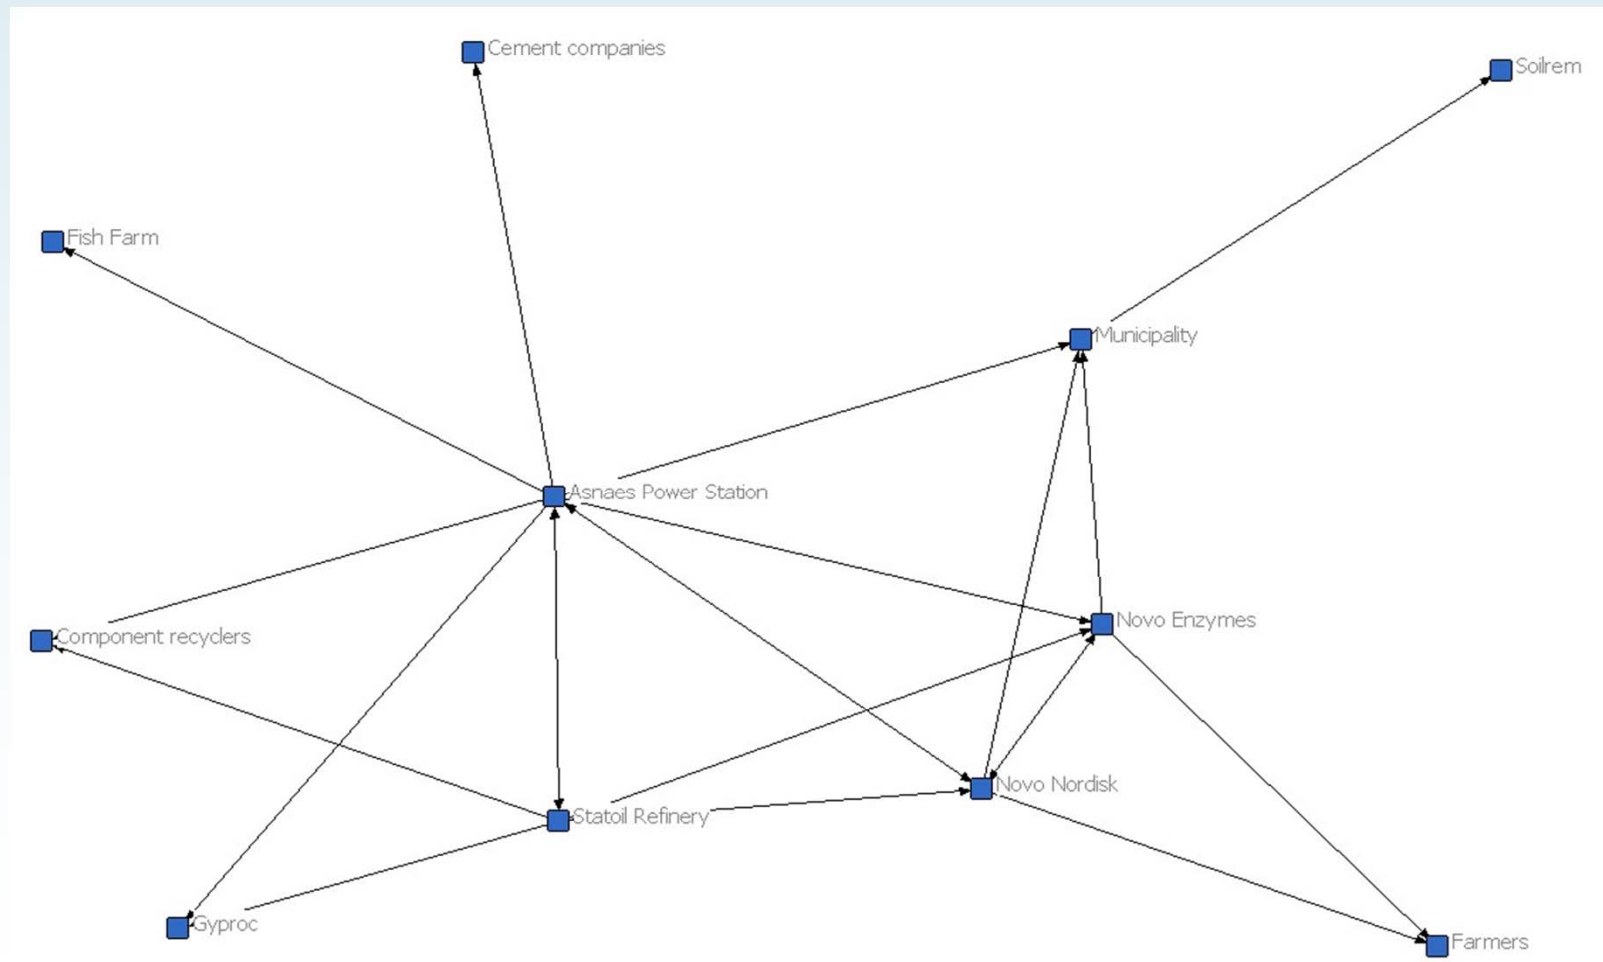 Cement companies
Soilrem
Fish Farm
Municipality
Asnaes Power Station
Novo Enzymes
Component recyclers
Novo Nordisk
Statoil Refinery
Gyproc
Farmers